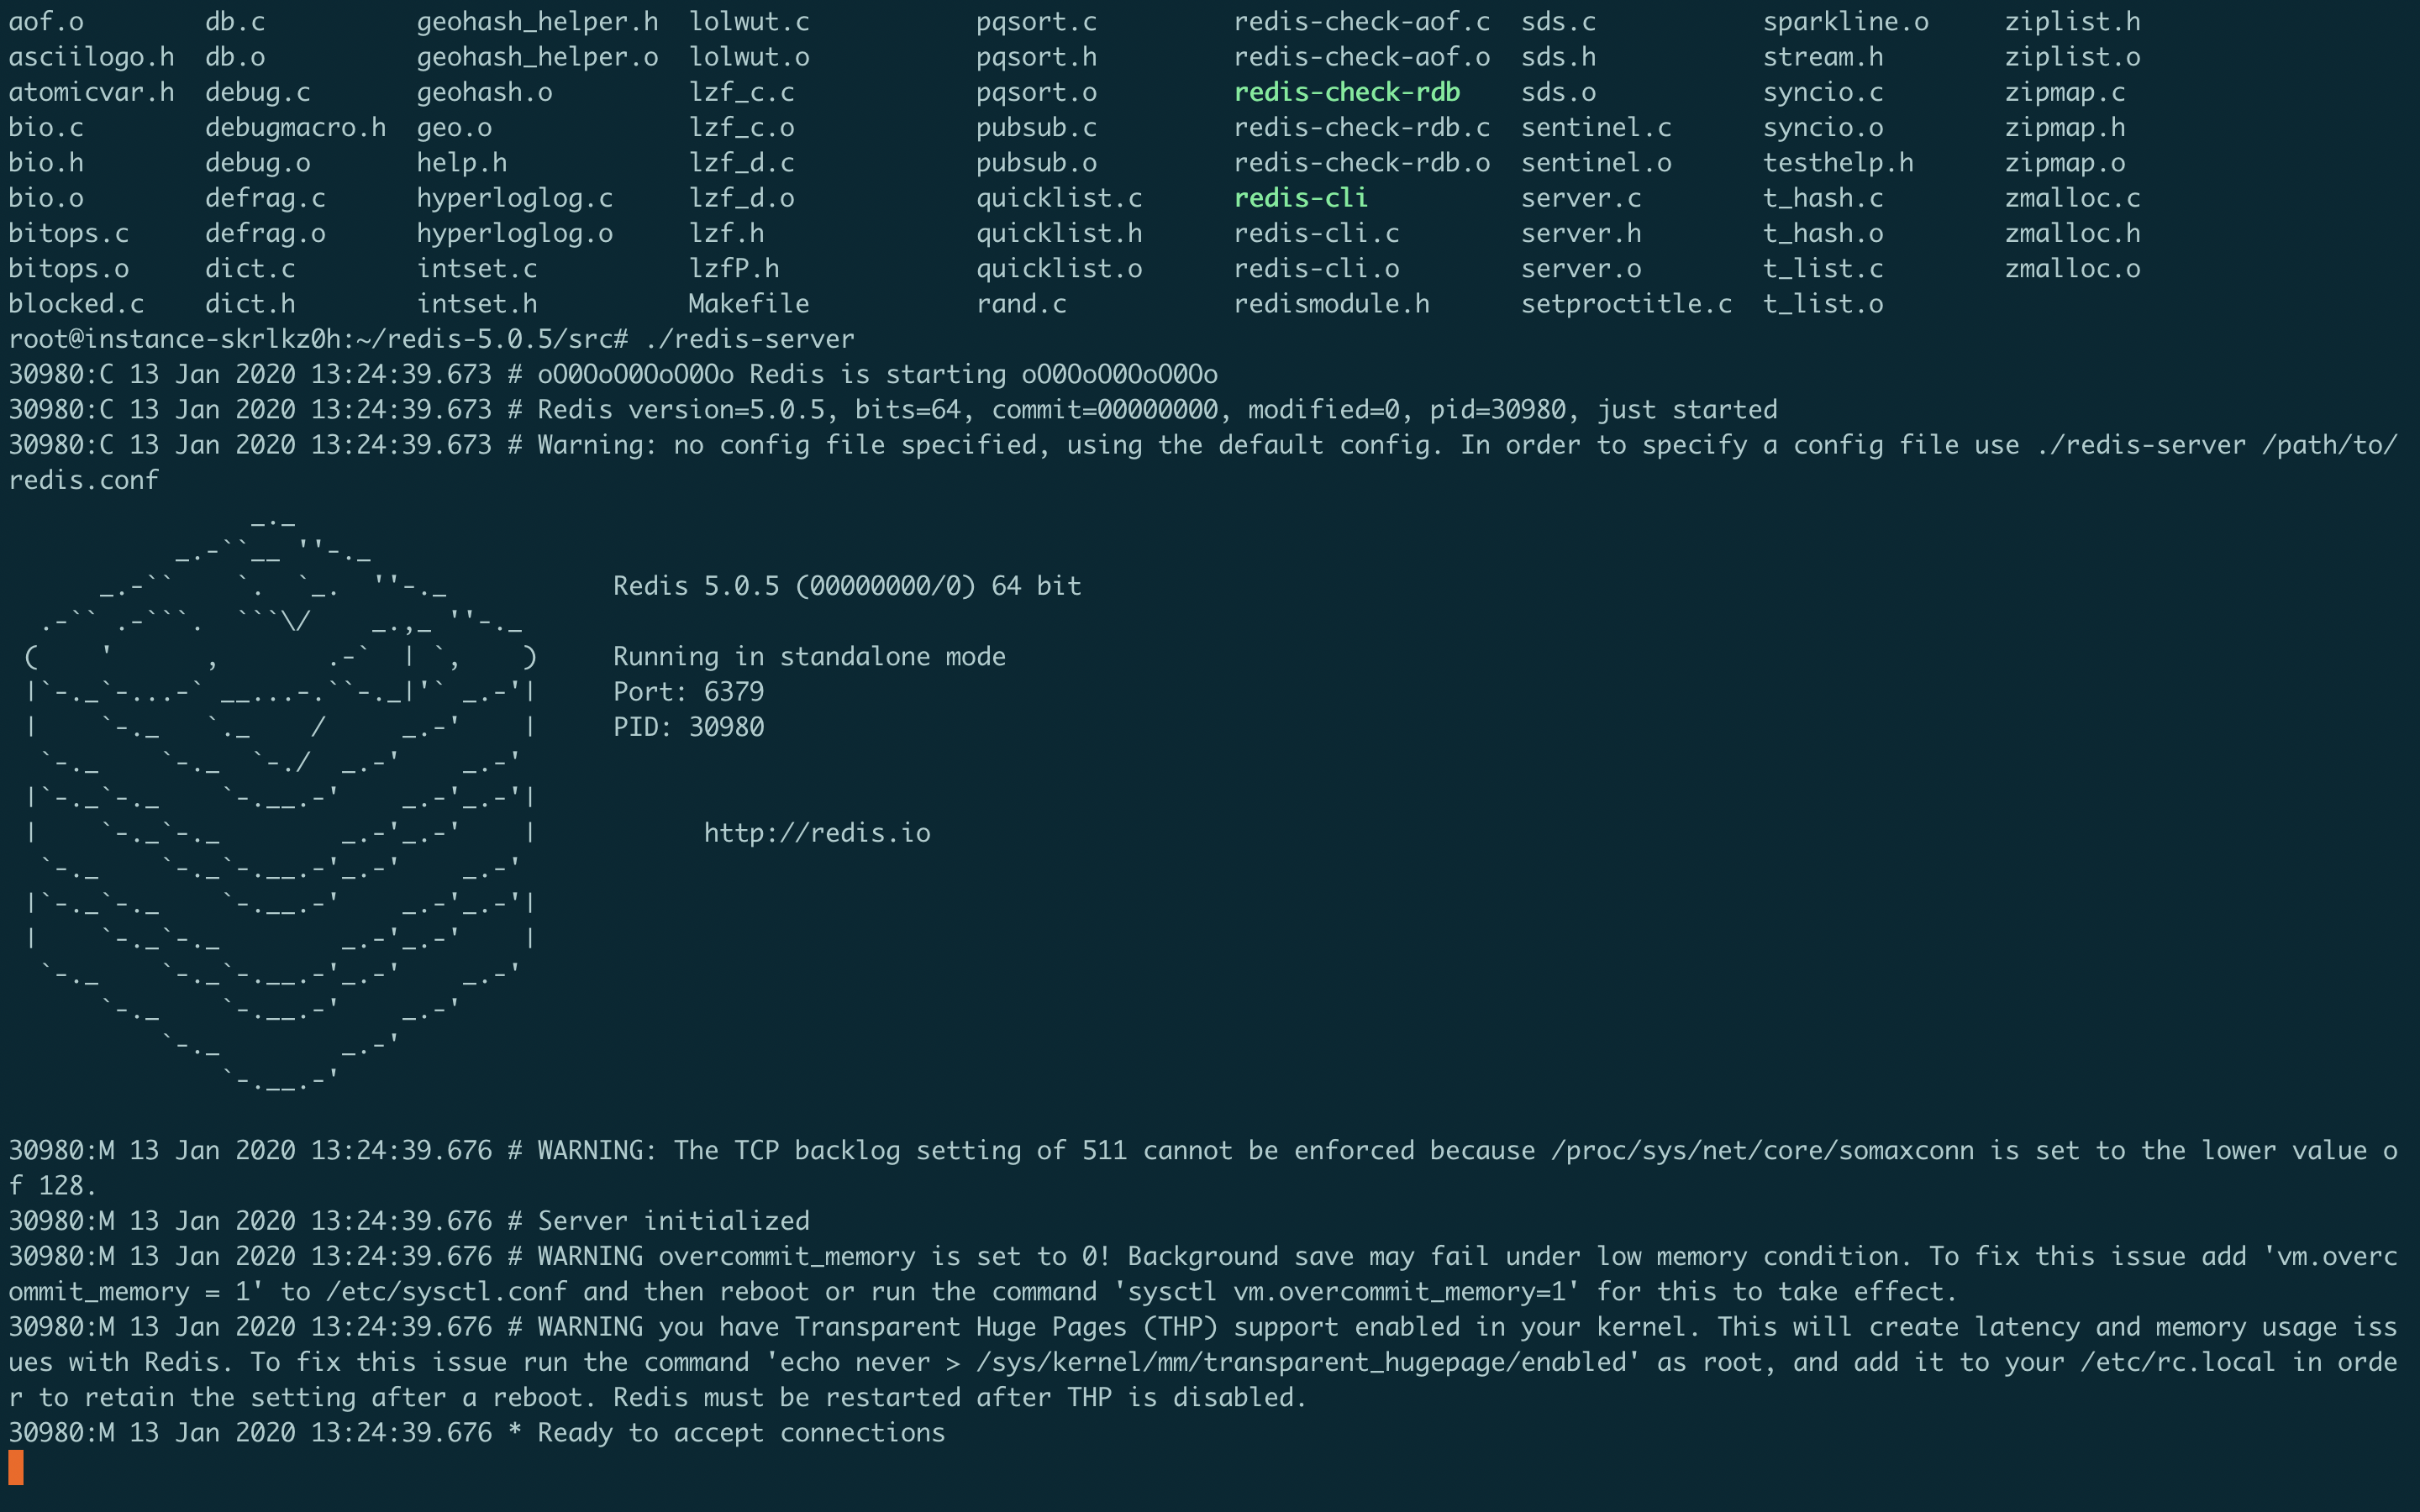 aof.o        db.c         geohash_helper.h  lolwut.c           pqsort.c         redis-check-aof.c  sds.c           sparkline.o     ziplist.h
asciilogo.h  db.o         geohash_helper.o  lolwut.o           pqsort.h         redis-check-aof.o  sds.h           stream.h        ziplist.o
atomicvar.h  debug.c      geohash.o         lzf_c.c            pqsort.o         redis-check-rdb    sds.o           syncio.c        zipmap.c
bio.c        debugmacro.h  geo.o             lzf_c.o            pubsub.c         redis-check-rdb.c  sentinel.c      syncio.o        zipmap.h
bio.h        debug.o      help.h            lzf_d.c            pubsub.o         redis-check-rdb.o  sentinel.o      testhelp.h      zipmap.o
bio.o        defrag.c     hyperloglog.c     lzf_d.o            quicklist.c      redis-cli          server.c        t_hash.c        zmalloc.c
bitops.c     defrag.o     hyperloglog.o     lzf.h              quicklist.h      redis-cli.c        server.h        t_hash.o        zmalloc.h
bitops.o     dict.c       intset.c          lzfP.h             quicklist.o      redis-cli.o        server.o        t_list.c        zmalloc.o
blocked.c    dict.h       intset.h          Makefile           rand.c           redismodule.h      setproctitle.c  t_list.o
root@instance-skrlkz0h:~/redis-5.0.5/src# ./redis-server
30980:C 13 Jan 2020 13:24:39.673 # oO0OoO0OoO0Oo Redis is starting oO0OoO0OoO0Oo
30980:C 13 Jan 2020 13:24:39.673 # Redis version=5.0.5, bits=64, commit=00000000, modified=0, pid=30980, just started
30980:C 13 Jan 2020 13:24:39.673 # Warning: no config file specified, using the default config. In order to specify a config file use ./redis-server /path/to/
redis.conf
Redis 5.0.5 (00000000/0) 64 bit
Running in standalone mode
Port: 6379
PID: 30980
http://redis.io
30980:M 13 Jan 2020 13:24:39.676 # WARNING: The TCP backlog setting of 511 cannot be enforced because /proc/sys/net/core/somaxconn is set to the lower value o
f 128.
30980:M 13 Jan 2020 13:24:39.676 # Server initialized
30980:M 13 Jan 2020 13:24:39.676 # WARNING overcommit_memory is set to 0! Background save may fail under low memory condition. To fix this issue add 'vm.overc
ommit_memory = 1' to /etc/sysctl.conf and then reboot or run the command 'sysctl vm.overcommit_memory=1' for this to take effect.
30980:M 13 Jan 2020 13:24:39.676 # WARNING you have Transparent Huge Pages (THP) support enabled in your kernel. This will create latency and memory usage iss
ues with Redis. To fix this issue run the command 'echo never > /sys/kernel/mm/transparent_hugepage/enabled' as root, and add it to your /etc/rc.local in orde
r to retain the setting after a reboot. Redis must be restarted after THP is disabled.
30980:M 13 Jan 2020 13:24:39.676 * Ready to accept connections